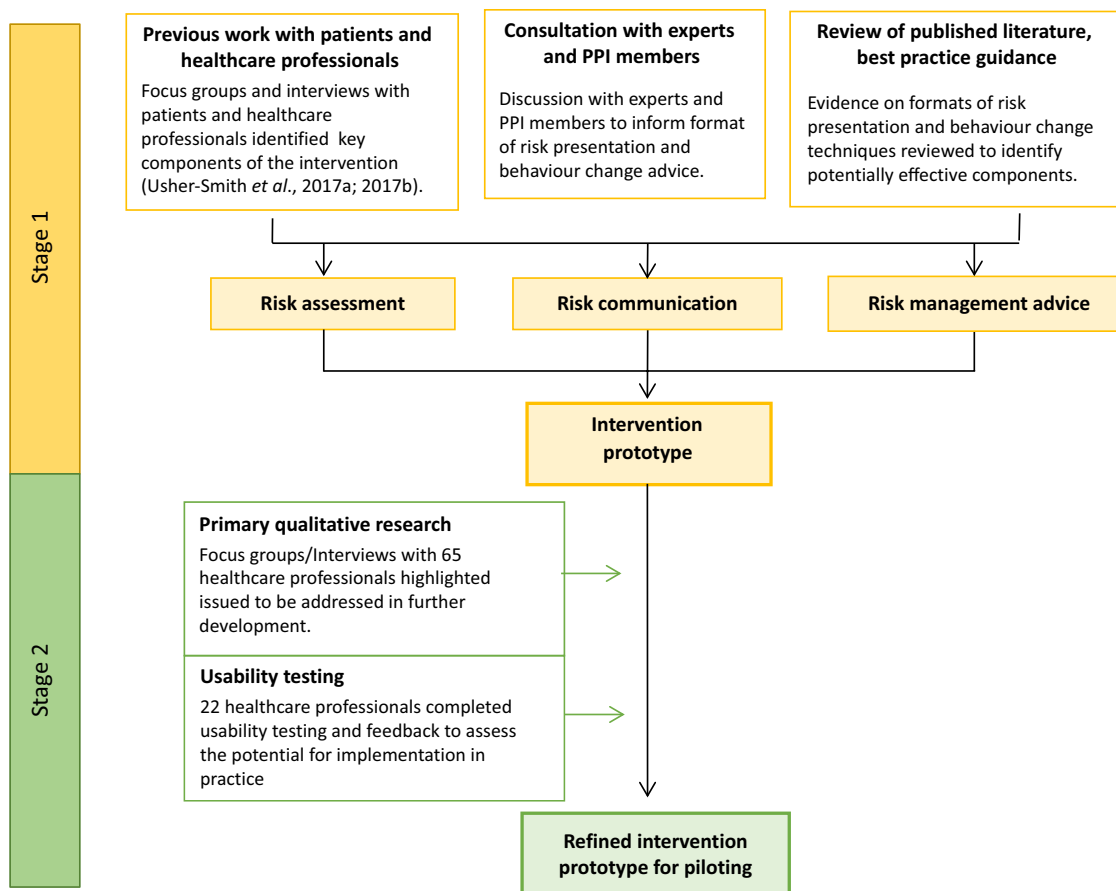 Stage 1
Previous work with patients and
healthcare professionals
Focus groups and interviews with
patients and healthcare
professionals identified key
components of the intervention
(Usher-Smith et al., 2017a; 2017b).
Consultation with experts
and PPI members
Discussion with experts and
PPI members to inform format
of risk presentation and
behaviour change advice.
Review of published literature,
best practice guidance
Evidence on formats of risk
presentation and behaviour change
techniques reviewed to identify
potentially effective components.
Risk assessment
Risk communication
Risk management advice
Intervention
prototype
Stage 2
Primary qualitative research
Focus groups/Interviews with 65
healthcare professionals highlighted
issued to be addressed in further
development.
Usability testing
22 healthcare professionals completed
usability testing and feedback to assess
the potential for implementation in
practice
Refined intervention
prototype for piloting